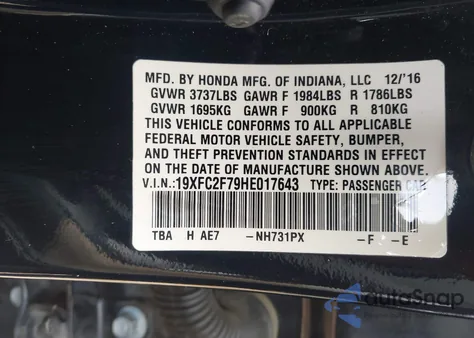 MFD. BY HONDA MFG. OF INDIANA, LLC 12/'16
GVWR 3737LBS GAWR F 1984LBS R 1786LBS
GVWR 1695KG GAWR F 900KG R 810KG
THIS VEHICLE CONFORMS TO ALL APPLICABLE
FEDERAL MOTOR VEHICLE SAFETY, BUMPER,
AND THEFT PREVENTION STANDARDS IN EFFECT
ON THE DATE OF MANUFACTURE SHOWN ABOVE.
V.I.N.:19XFC2F79HE017643 TYPE: PASSENGER CAR
TBA H AE7 -NH731PX -F -E
autoSnap